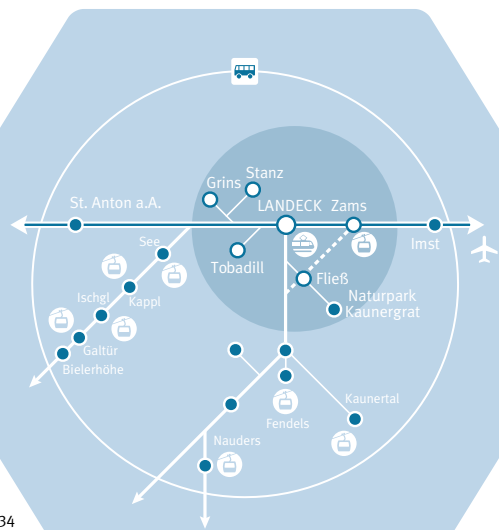 Stanz
Grins
St. Anton a.A.
LANDECK
Zams
See
Tobadill
Imst
Fließ
Ischgl
Kappl
Naturpark
Kaunergrat
Galtür
Bielerhöhe
Kaunertal
Fendels
Nauders
34